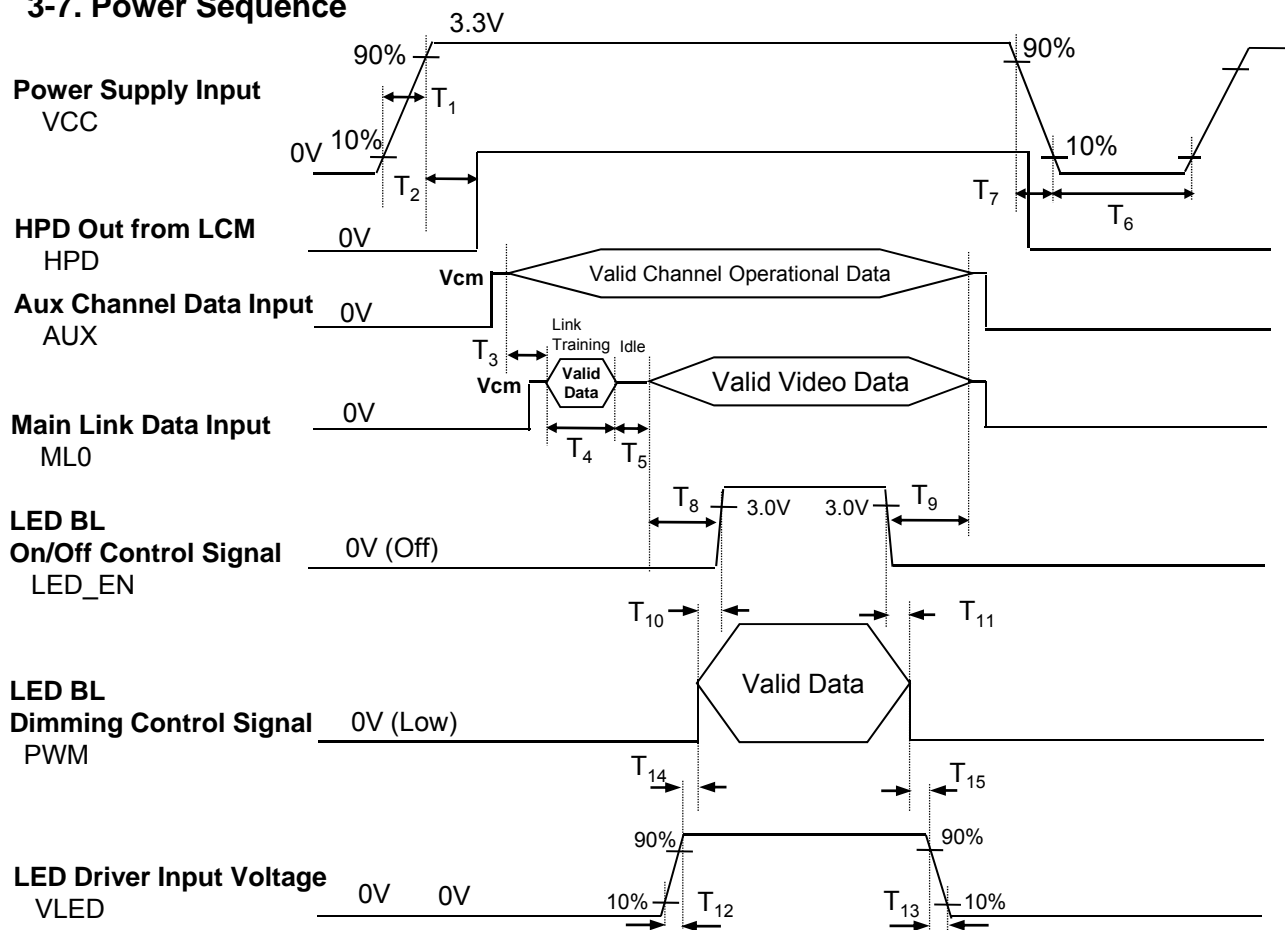 3-7. Power Sequence
3.3V
90%
90%
Power Supply Input
VCC
T1
0V
10%
10%
T2
T7
T6
HPD Out from LCM
HPD
0V
Vcm
Valid Channel Operational Data
Aux Channel Data Input
AUX
0V
Link
Training
Idle
T3
Vcm
Valid
Data
Valid Video Data
Main Link Data Input
ML0
0V
T4
T5
T8
3.0V
3.0V
T9
LED BL
On/Off Control Signal
LED_EN
0V (Off)
T10
T11
Valid Data
LED BL
Dimming Control Signal
PWM
0V (Low)
T14
T15
90%
90%
LED Driver Input Voltage
VLED
0V
0V
10%
T12
T13
10%